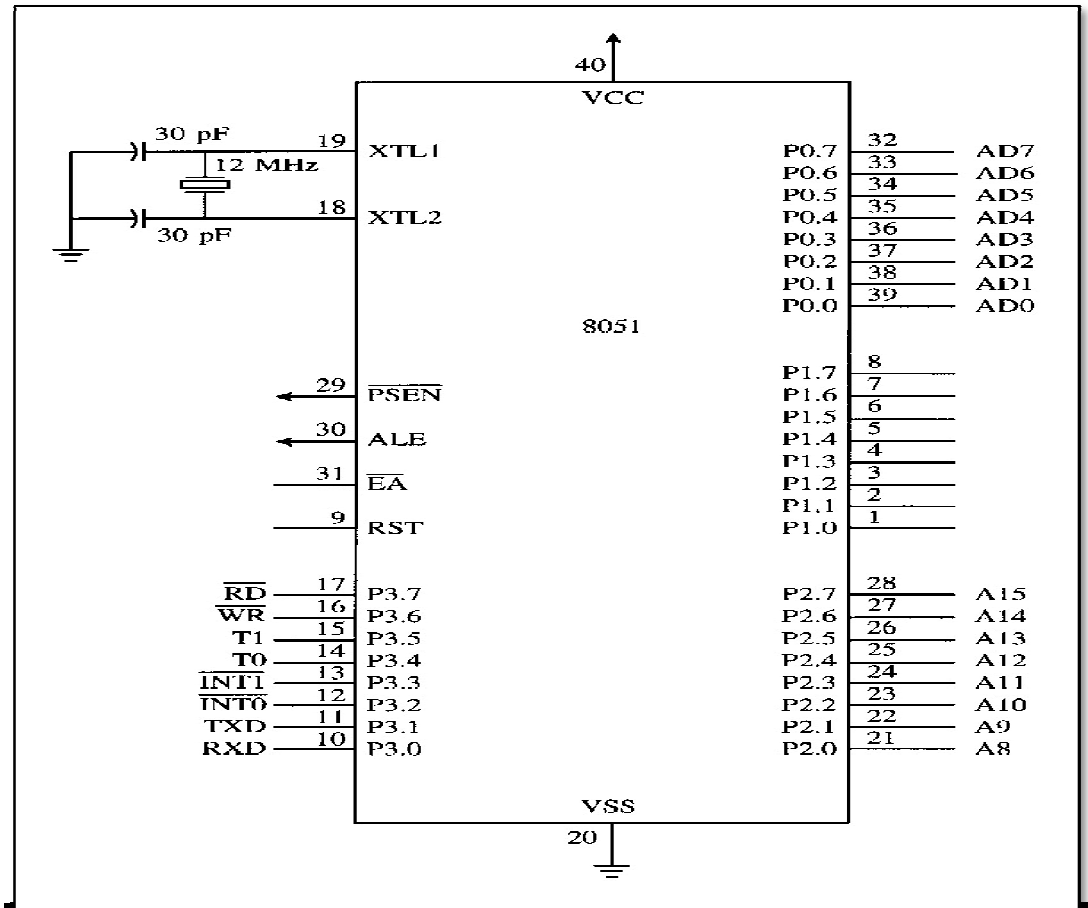 40
VCC
30 pF
19 XTL1
12 MHz
18 XTL2
30 pF
P0.7 32 AD7
P0.6 33 AD6
P0.5 34 AD5
P0.4 35 AD4
P0.3 36 AD3
P0.2 37 AD2
P0.1 38 AD1
P0.0 39 AD0
8051
29 PSEN
30 ALE
31 EA
9 RST
P1.7 8
P1.6 7
P1.5 6
P1.4 5
P1.3 4
P1.2 3
P1.1 2
P1.0 1
RD 17 P3.7
WR 16 P3.6
T1 15 P3.5
T0 14 P3.4
INT1 13 P3.3
INT0 12 P3.2
TXD 11 P3.1
RXD 10 P3.0
P2.7 28 A15
P2.6 27 A14
P2.5 26 A13
P2.4 25 A12
P2.3 24 A11
P2.2 23 A10
P2.1 22 A9
P2.0 21 A8
VSS
20